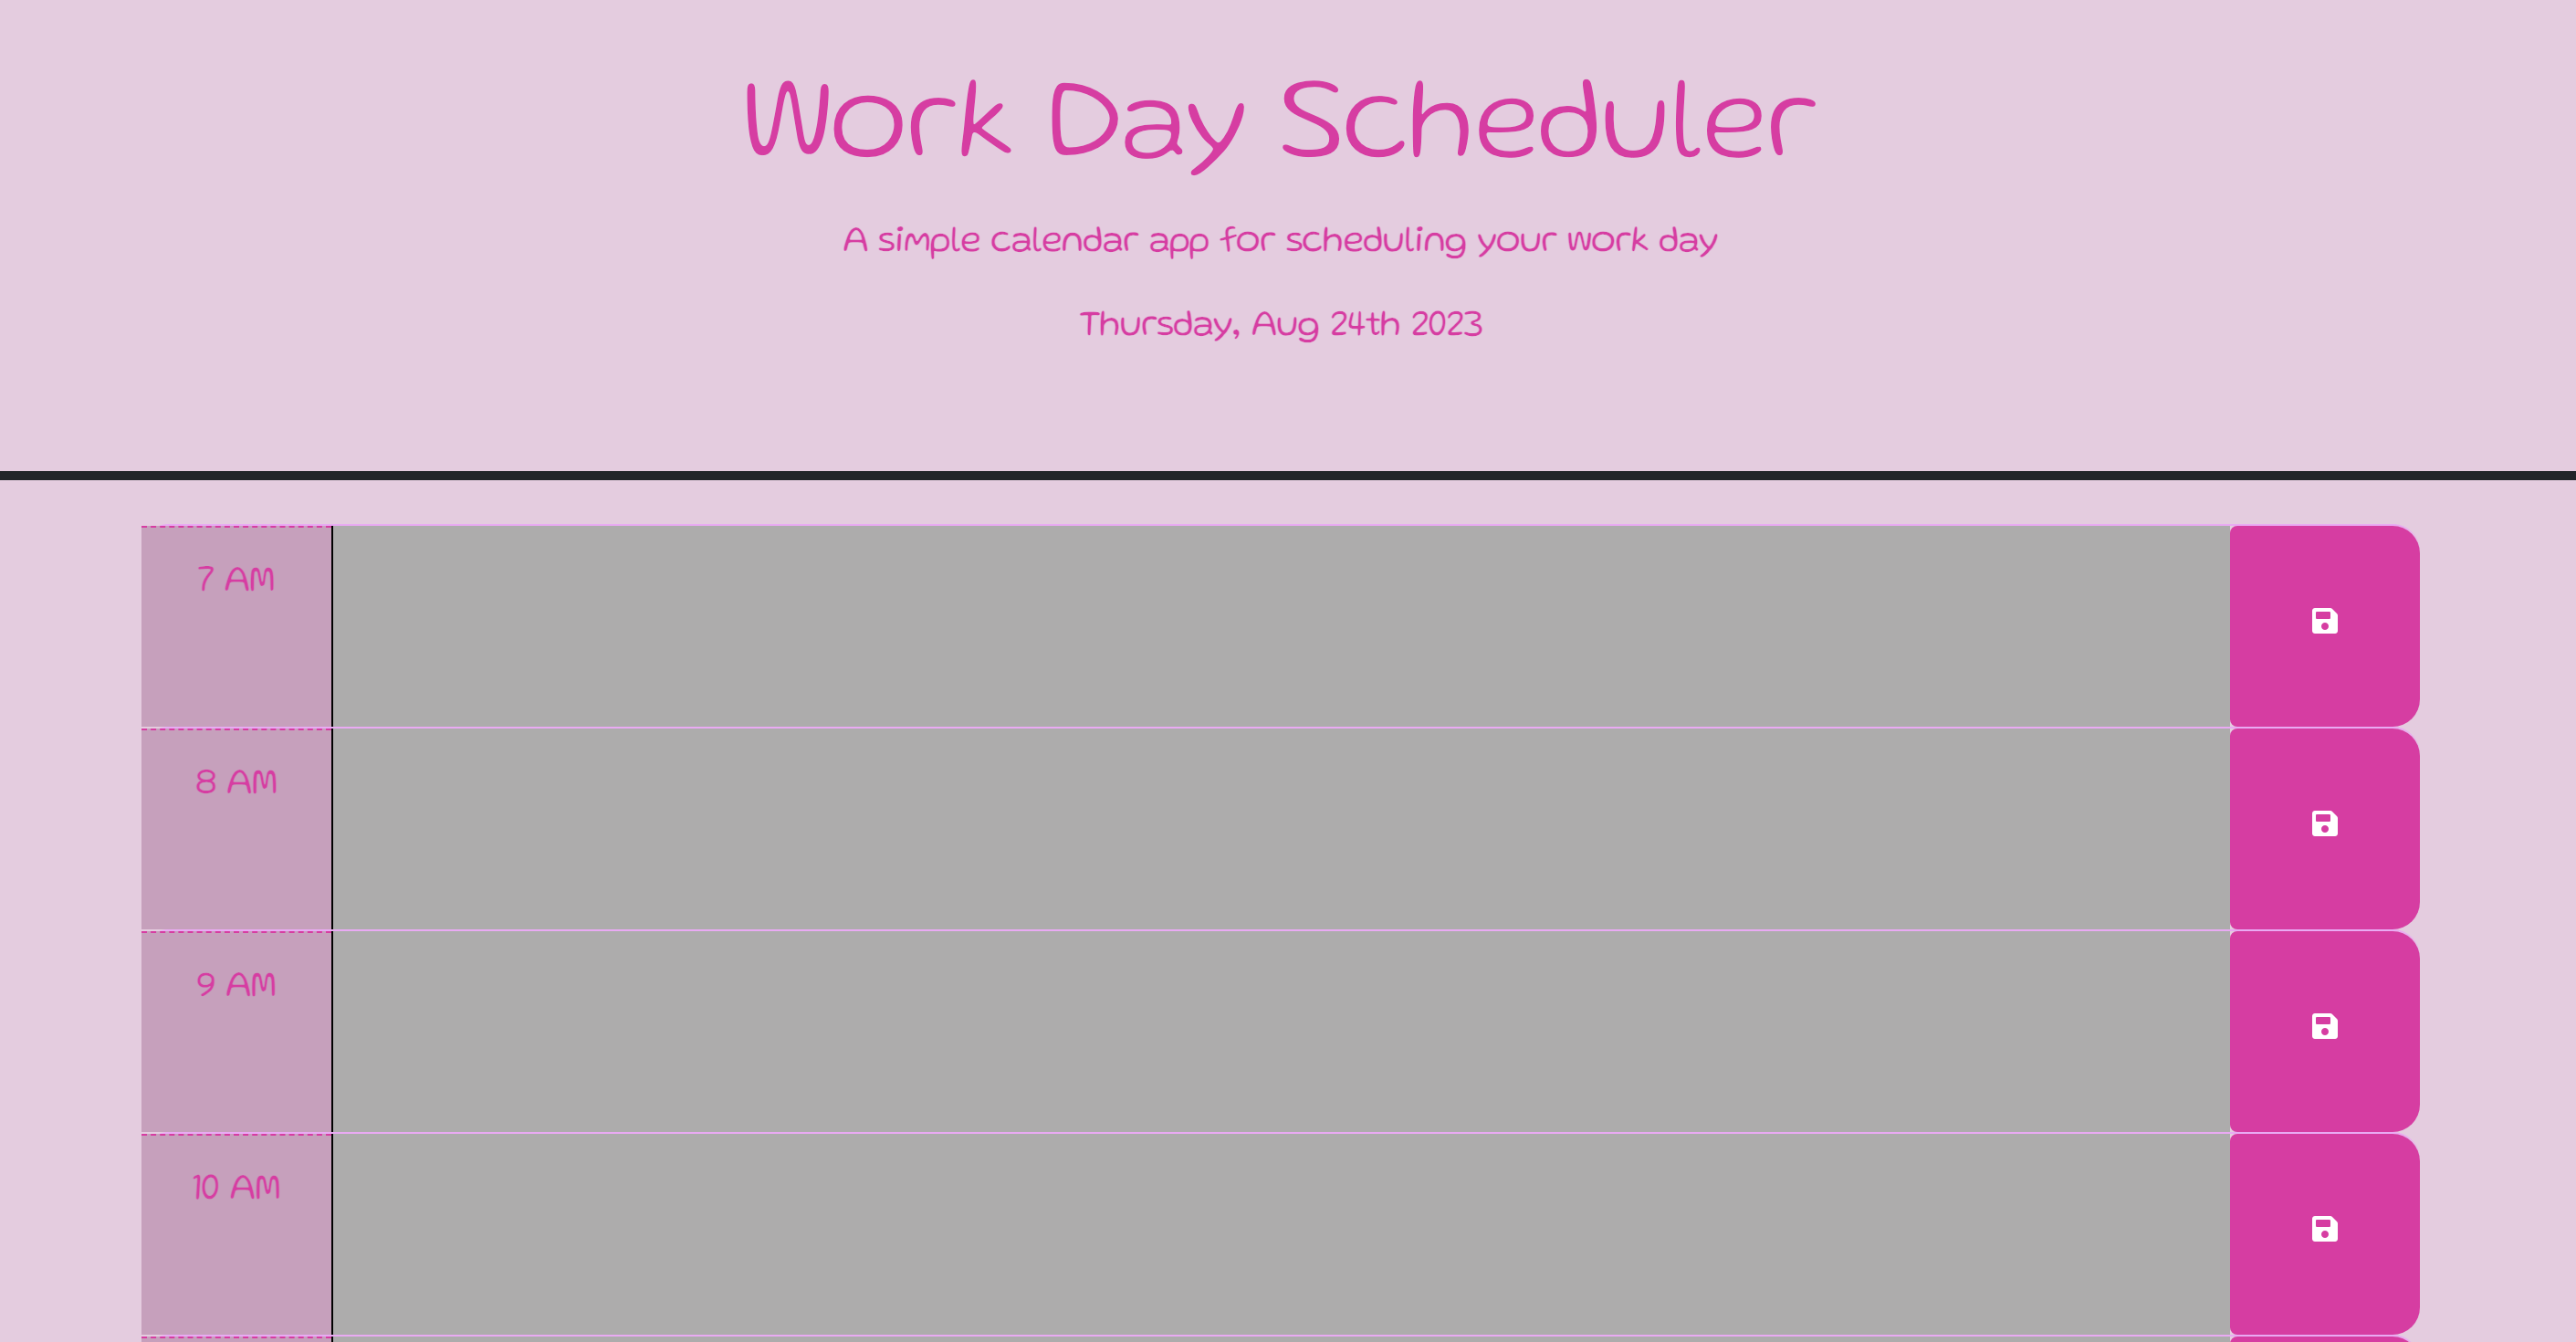 Work Day Scheduler
A simple calendar app for scheduling your work day
Thursday, Aug 24th 2023
7 AM
8 AM
9 AM
10 AM